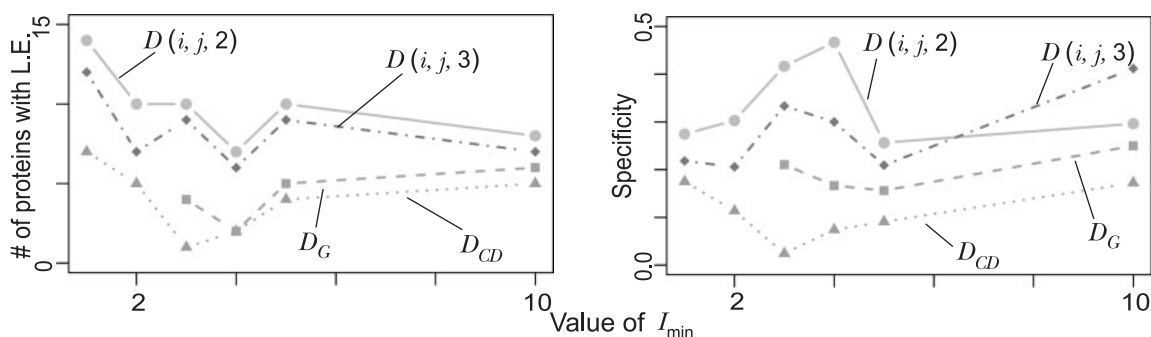 # of proteins with L.E.
15
0
D (i, j, 2)
D (i, j, 3)
D_G
D_CD
2
10
Specificity
0.5
0.0
D (i, j, 2)
D (i, j, 3)
D_G
D_CD
2
10
Value of I_min